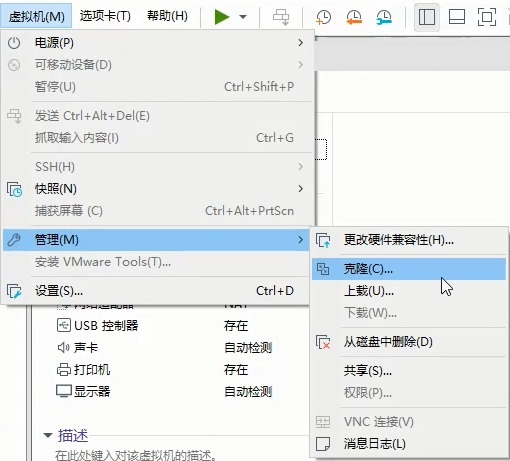 虚拟机(M) 选项卡(T) 帮助(H)
电源(P)
可移动设备(D)
暂停(U) Ctrl+Shift+P
发送 Ctrl+Alt+Del(E)
抓取输入内容(I) Ctrl+G
SSH(H)
快照(N)
捕获屏幕 (C) Ctrl+Alt+PrtScn
管理(M)
安装 VMware Tools(T)...
设置(S)... Ctrl+D
更改硬件兼容性(H)...
克隆(C)...
上载(U)...
下载(W)...
从磁盘中删除(D)
共享(S)...
权限(P)...
VNC 连接(V)
消息日志(L)
网络适配器 NAT
USB 控制器 存在
声卡 自动检测
打印机 存在
显示器 自动检测
描述
在此处键入对该虚拟机的描述。